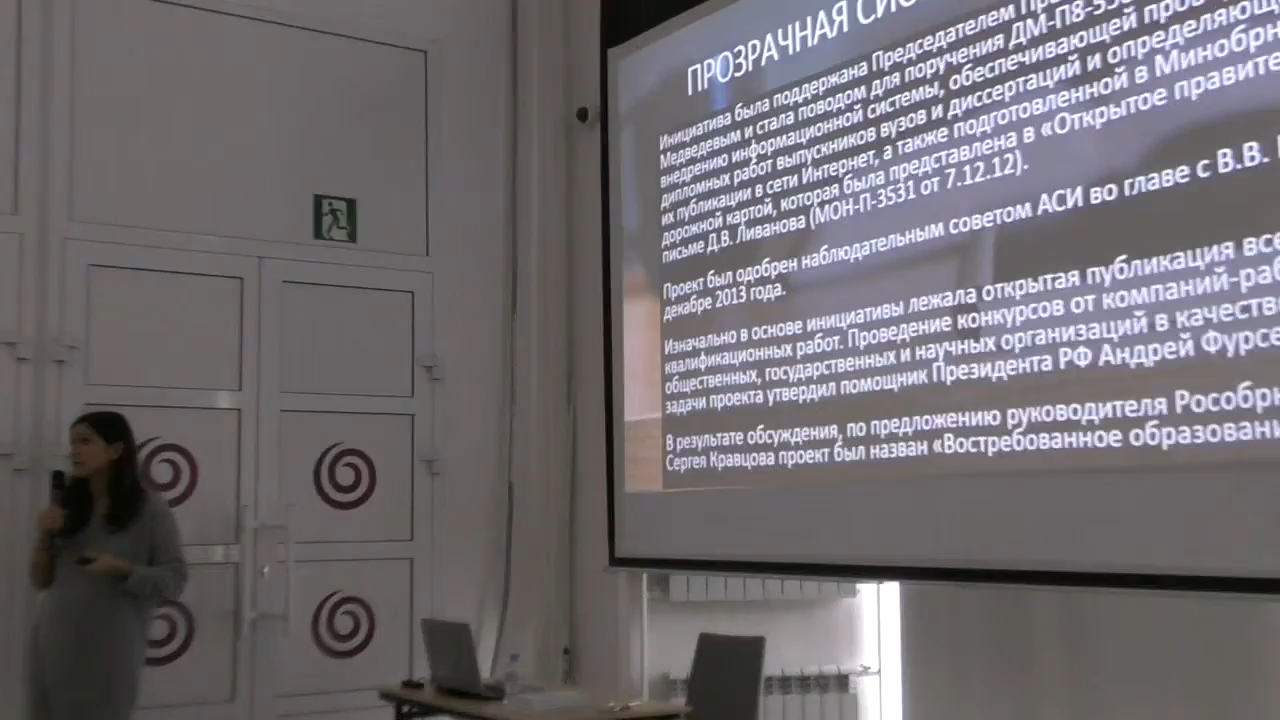 ПРОЗРАЧНАЯ
Инициатива была поддержана Председателем
Медведевым и стала поводом для поручения ДМ-П8-
внедрению информационной системы, обеспечивающей
дипломных работ выпускников вузов и диссертаций и определяющ
их публикации в сети Интернет, а также подготовленной в Минобрн
дорожной картой, которая была представлена в «Открытое правите
письме Д.В. Ливанова (МОН-П-3531 от 7.12.12).
Проект был одобрен наблюдательным советом АСИ во главе с В.В.
декабре 2013 года.
Изначально в основе инициативы лежала открытая публикация все
квалификационных работ. Проведение конкурсов от компаний-ра
общественных, государственных и научных организаций в качеств
задачи проекта утвердил помощник Президента РФ Андрей Фурсе
В результате обсуждения, по предложению руководителя Рособрн
Сергея Кравцова проект был назван «Востребованное образовани